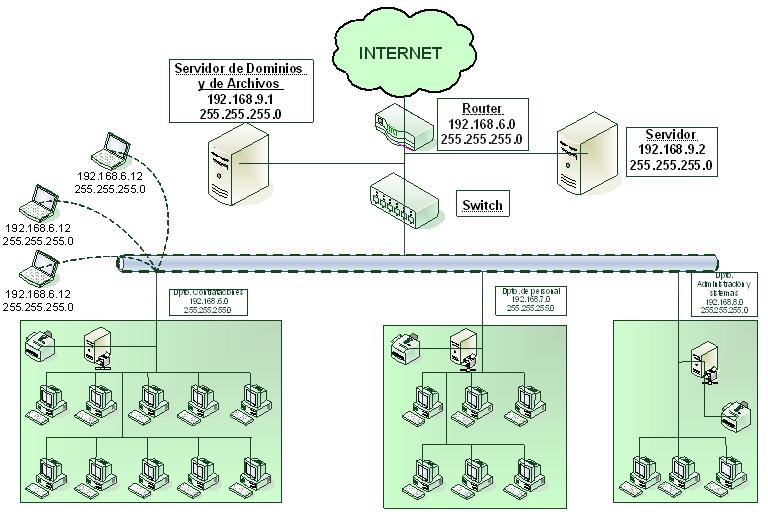 INTERNET
Servidor de Dominios
y de Archivos
192.168.9.1
255.255.255.0
Router
192.168.6.0
255.255.255.0
Servidor
192.168.9.2
255.255.255.0
Switch
192.168.6.12
255.255.255.0
192.168.6.12
255.255.255.0
192.168.6.12
255.255.255.0
Dpto. Contrataciones
192.168.6.0
255.255.255.0
Dpto. de personal
192.168.7.0
255.255.255.0
Dpto.
Administración y
sistemas
192.168.8.0
255.255.255.0